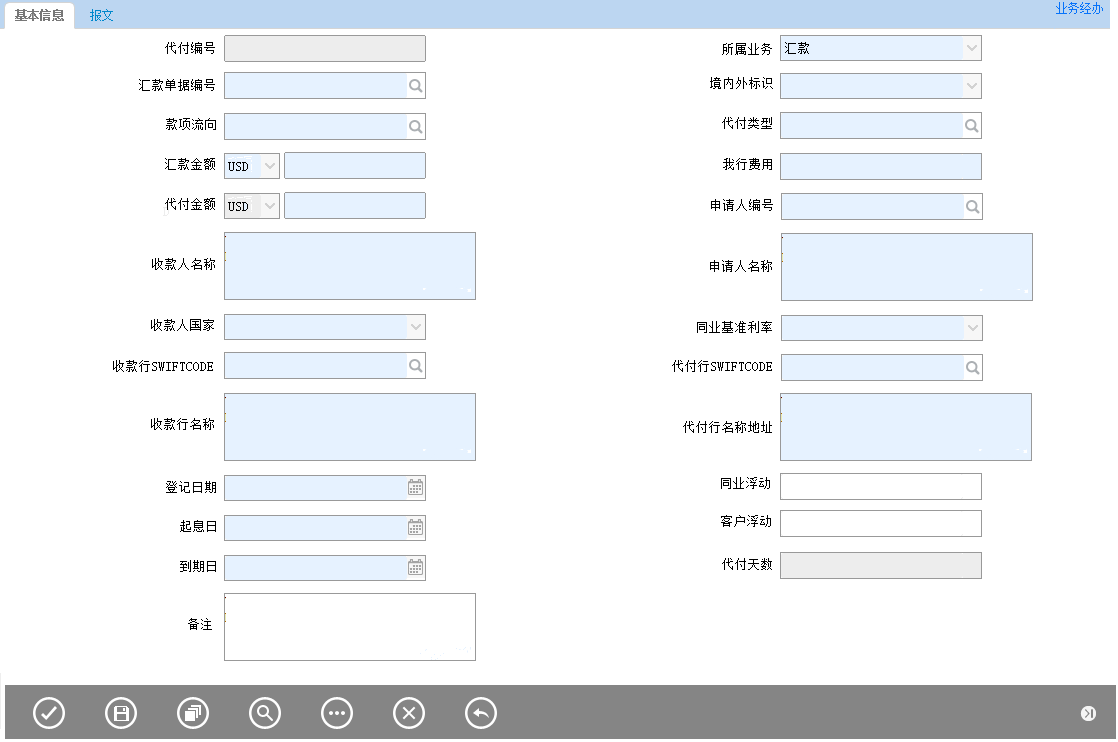 基本信息 报文 业务经办
代付编号 所属业务 汇款
汇款单据编号 境内外标识
款项流向 代付类型
汇款金额 USD 我行费用
代付金额 USD 申请人编号
收款人名称 申请人名称
收款人国家 同业基准利率
收款行SWIFTCODE 代付行SWIFTCODE
收款行名称 代付行名称地址
登记日期 同业浮动
起息日 客户浮动
到期日 代付天数
备注